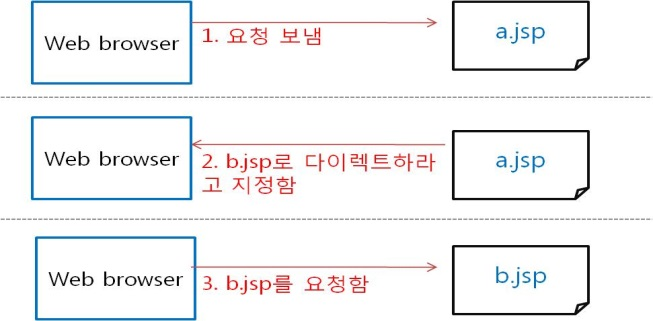 Web browser
1. 요청 보냄
a.jsp
Web browser
2. b.jsp로 다이렉트하라
고 지정함
a.jsp
Web browser
3. b.jsp를 요청함
b.jsp